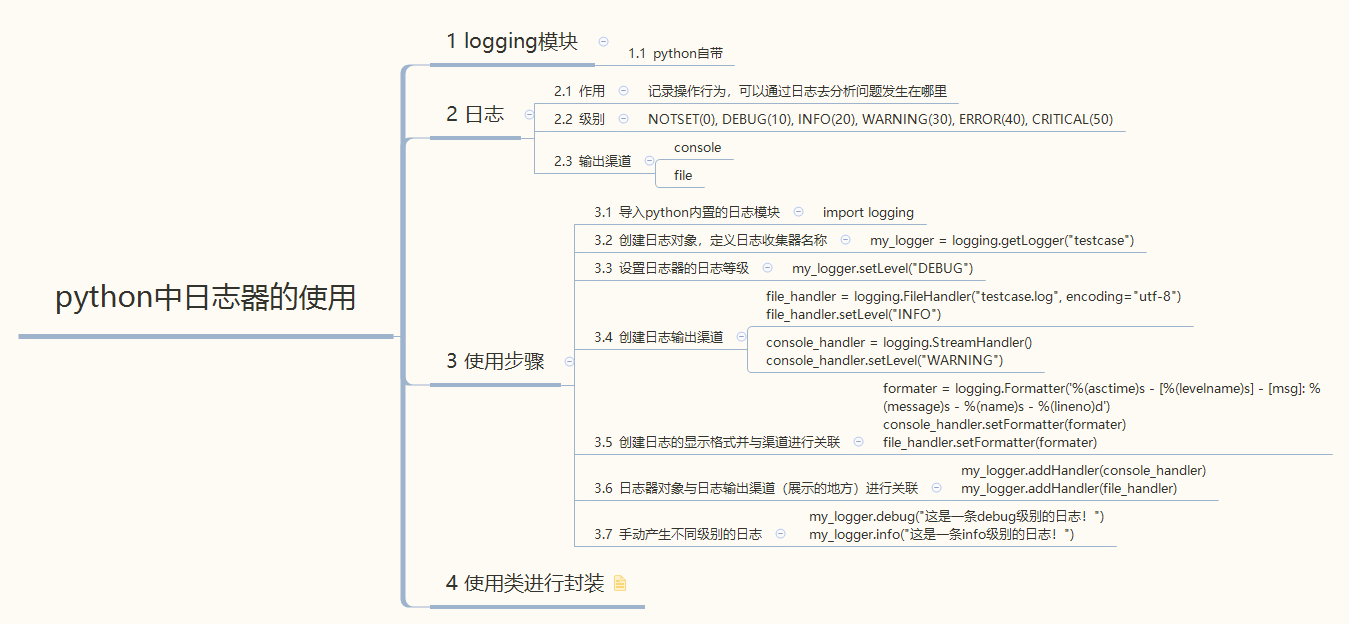 python中日志器的使用
1 logging模块
1.1 python自带
2 日志
2.1 作用
记录操作行为，可以通过日志去分析问题发生在哪里
2.2 级别
NOTSET(0), DEBUG(10), INFO(20), WARNING(30), ERROR(40), CRITICAL(50)
2.3 输出渠道
console
file
3 使用步骤
3.1 导入python内置的日志模块
import logging
3.2 创建日志对象，定义日志收集器名称
my_logger = logging.getLogger("testcase")
3.3 设置日志器的日志等级
my_logger.setLevel("DEBUG")
3.4 创建日志输出渠道
file_handler = logging.FileHandler("testcase.log", encoding="utf-8")
file_handler.setLevel("INFO")
console_handler = logging.StreamHandler()
console_handler.setLevel("WARNING")
3.5 创建日志的显示格式并与渠道进行关联
formater = logging.Formatter('%(asctime)s - [%(levelname)s] - [msg]: %
(message)s - %(name)s - %(lineno)d')
console_handler.setFormatter(formater)
file_handler.setFormatter(formater)
3.6 日志器对象与日志输出渠道（展示的地方）进行关联
my_logger.addHandler(console_handler)
my_logger.addHandler(file_handler)
3.7 手动产生不同级别的日志
my_logger.debug("这是一条debug级别的日志！")
my_logger.info("这是一条info级别的日志！")
4 使用类进行封装